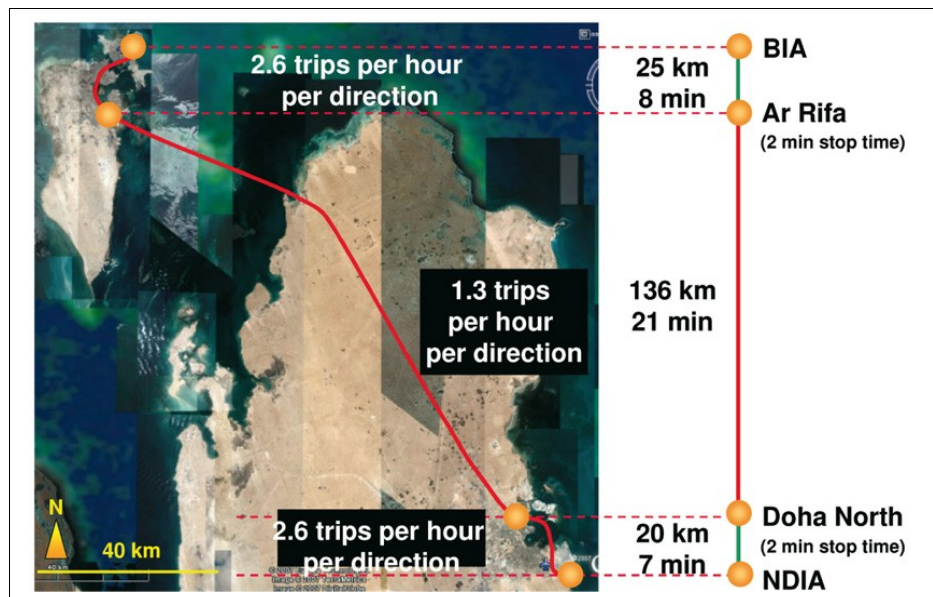 BIA
2.6 trips per hour
per direction
25 km
8 min
Ar Rifa
(2 min stop time)
1.3 trips
per hour
per direction
136 km
21 min
N
40 km
40 km
2.6 trips per hour
per direction
Doha North
(2 min stop time)
20 km
7 min
NDIA